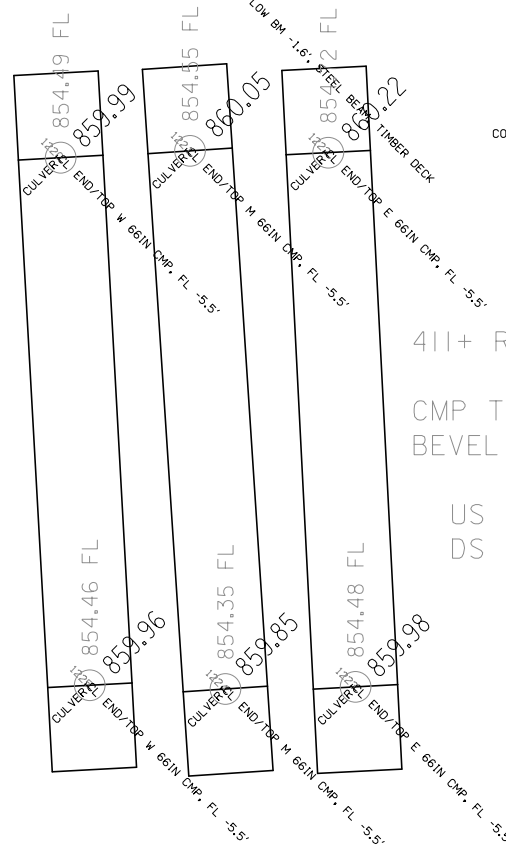 LOW BM -1.6', STEEL BEAM, TIMBER DECK
854.49 FL
859.99
CULVERT END/TOP W 66IN CMP, FL -5.5'
854.55 FL
860.05
CULVERT END/TOP M 66IN CMP, FL -5.5'
FL
860.22
CULVERT END/TOP E 66IN CMP, FL -5.5'
CO
411+ R
CMP T
BEVEL
US
DS
854.46 FL
859.96
CULVERT END/TOP W 66IN CMP, FL -5.5'
854.35 FL
859.85
CULVERT END/TOP M 66IN CMP, FL -5.5'
854.48 FL
859.98
CULVERT END/TOP E 66IN CMP, FL -5.5'